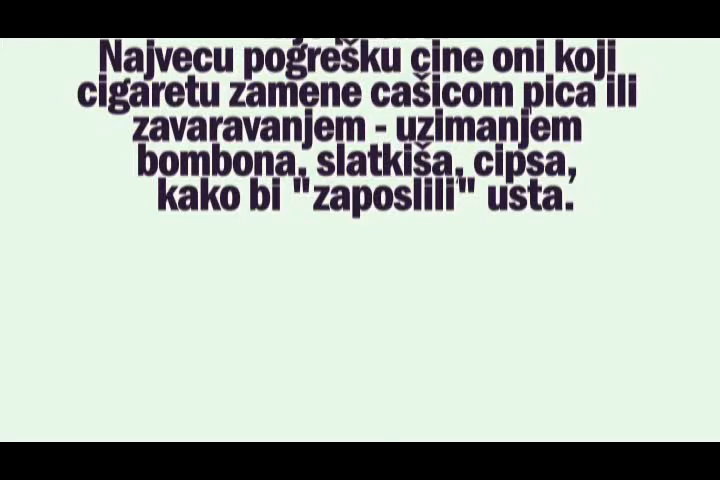 Najvecu pogrešku cine oni koji
cigaretu zamene cašicom pica ili
zavaravanjem - uzimanjem
bombona, slatkiša, cipsa,
kako bi "zaposlili" usta.